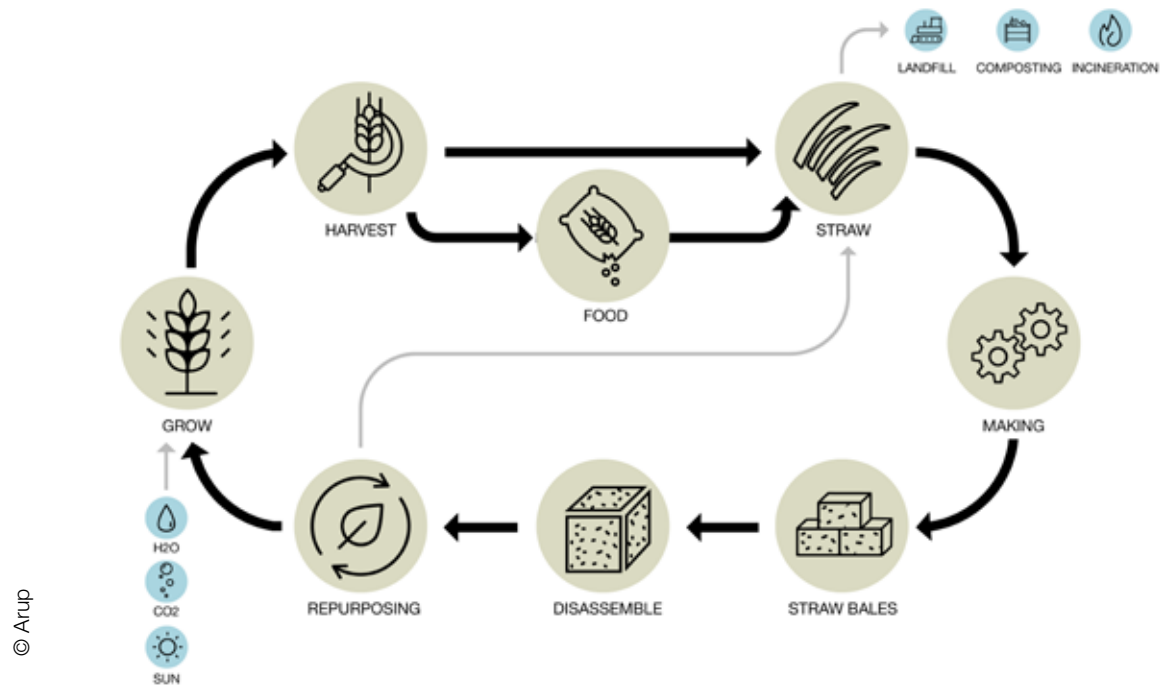 LANDFILL
COMPOSTING
INCINERATION
HARVEST
STRAW
FOOD
GROW
MAKING
H2O
CO2
SUN
REPURPOSING
DISASSEMBLE
STRAW BALES
© Arup